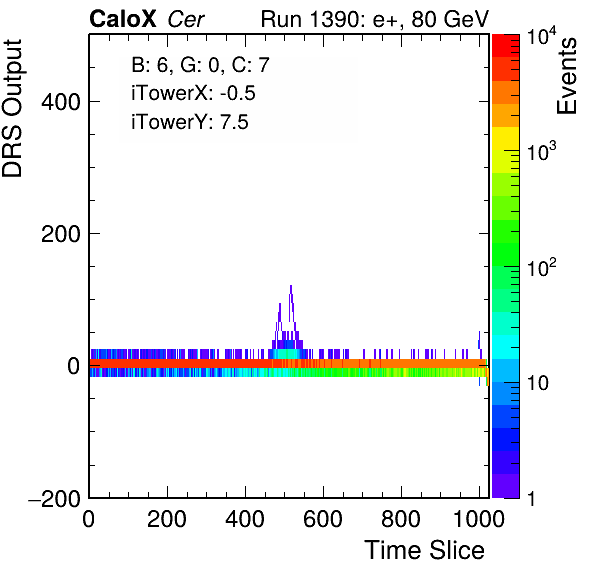 CaloX Cer Run 1390: e+, 80 GeV
B: 6, G: 0, C: 7
iTowerX: -0.5
iTowerY: 7.5
DRS Output
400
200
0
−200
0 200 400 600 800 1000
Time Slice
Events
10⁴
10³
10²
10
1